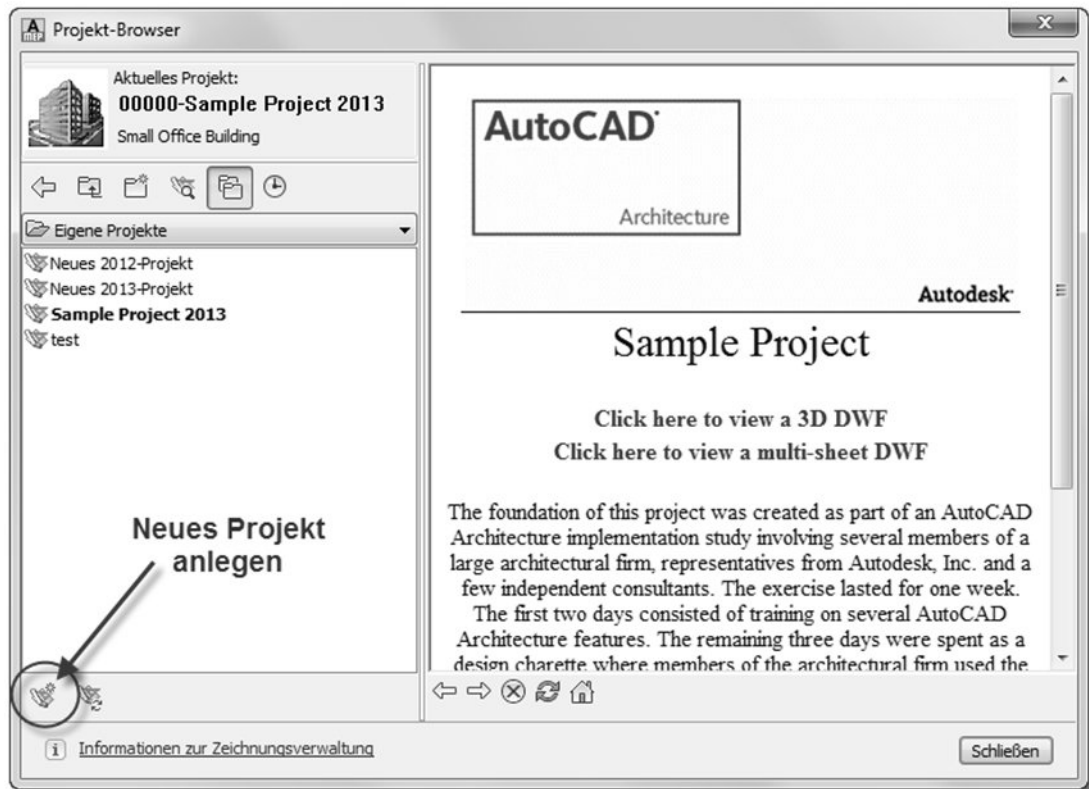 Projekt-Browser
Aktuelles Projekt:
00000-Sample Project 2013
Small Office Building
Eigene Projekte
Neues 2012-Projekt
Neues 2013-Projekt
Sample Project 2013
test
Neues Projekt
anlegen
Informationen zur Zeichnungsverwaltung
AutoCAD
Architecture
Autodesk
Sample Project
Click here to view a 3D DWF
Click here to view a multi-sheet DWF
The foundation of this project was created as part of an AutoCAD
Architecture implementation study involving several members of a
large architectural firm, representatives from Autodesk, Inc. and a
few independent consultants. The exercise lasted for one week.
The first two days consisted of training on several AutoCAD
Architecture features. The remaining three days were spent as a
design charette where members of the architectural firm used the
Schließen